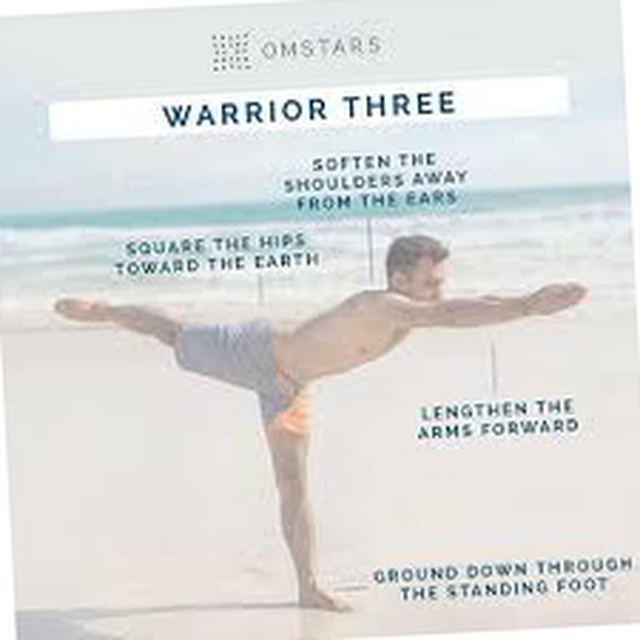 OMSTARS
WARRIOR THREE
SOFTEN THE
SHOULDERS AWAY
FROM THE EARS
SQUARE THE HIPS
TOWARD THE EARTH
LENGTHEN THE
ARMS FORWARD
GROUND DOWN THROUGH
THE STANDING FOOT